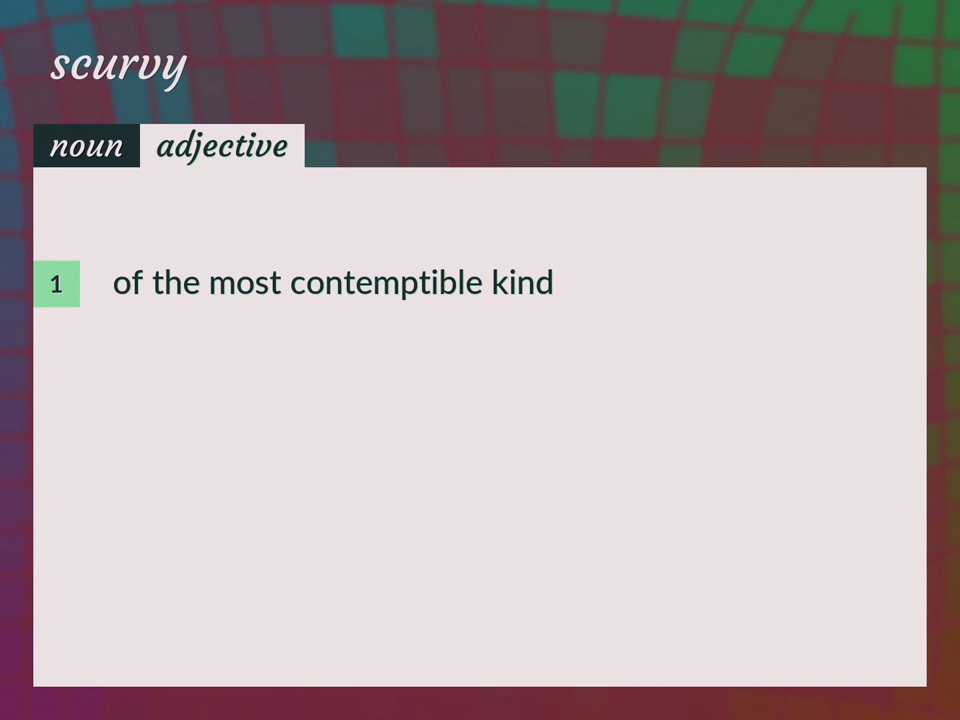 scurvy
noun adjective
1 of the most contemptible kind